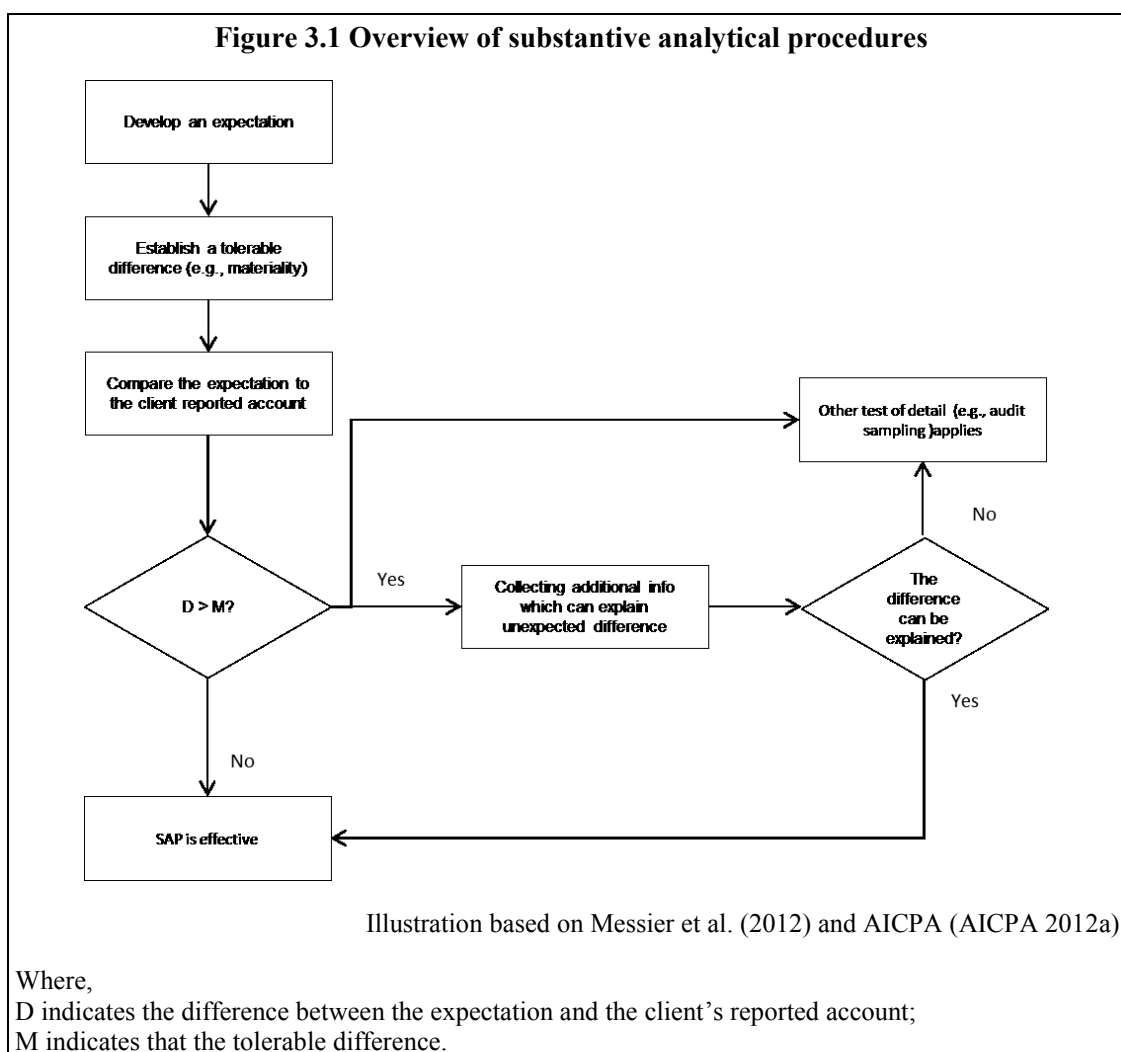 Figure 3.1 Overview of substantive analytical procedures
Develop an expectation
Establish a tolerable
difference (e.g., materiality)
Compare the expectation to
the client reported account
Other test of detail (e.g., audit
sampling )applies
No
D > M?
Yes
Collecting additional info
which can explain
unexpected difference
The
difference
can be
explained?
Yes
No
SAP is effective
Illustration based on Messier et al. (2012) and AICPA (AICPA 2012a)
Where,
D indicates the difference between the expectation and the client’s reported account;
M indicates that the tolerable difference.